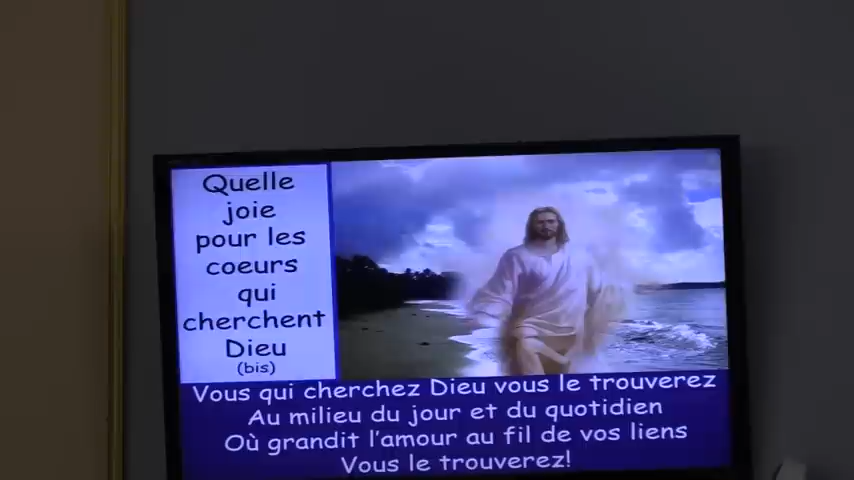 Quelle
joie
pour les
coeurs
qui
cherchent
Dieu
(bis)
Vous qui cherchez Dieu vous le trouverez
Au milieu du jour et du quotidien
Où grandit l'amour au fil de vos liens
Vous le trouverez!